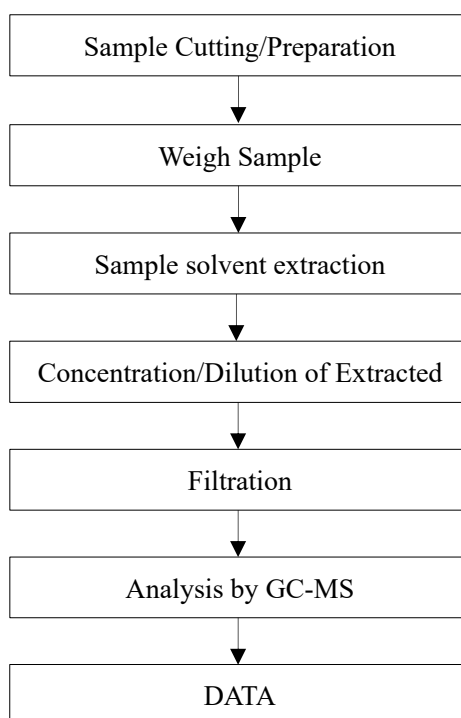 Sample Cutting/Preparation
Weigh Sample
Sample solvent extraction
Concentration/Dilution of Extracted
Filtration
Analysis by GC-MS
DATA